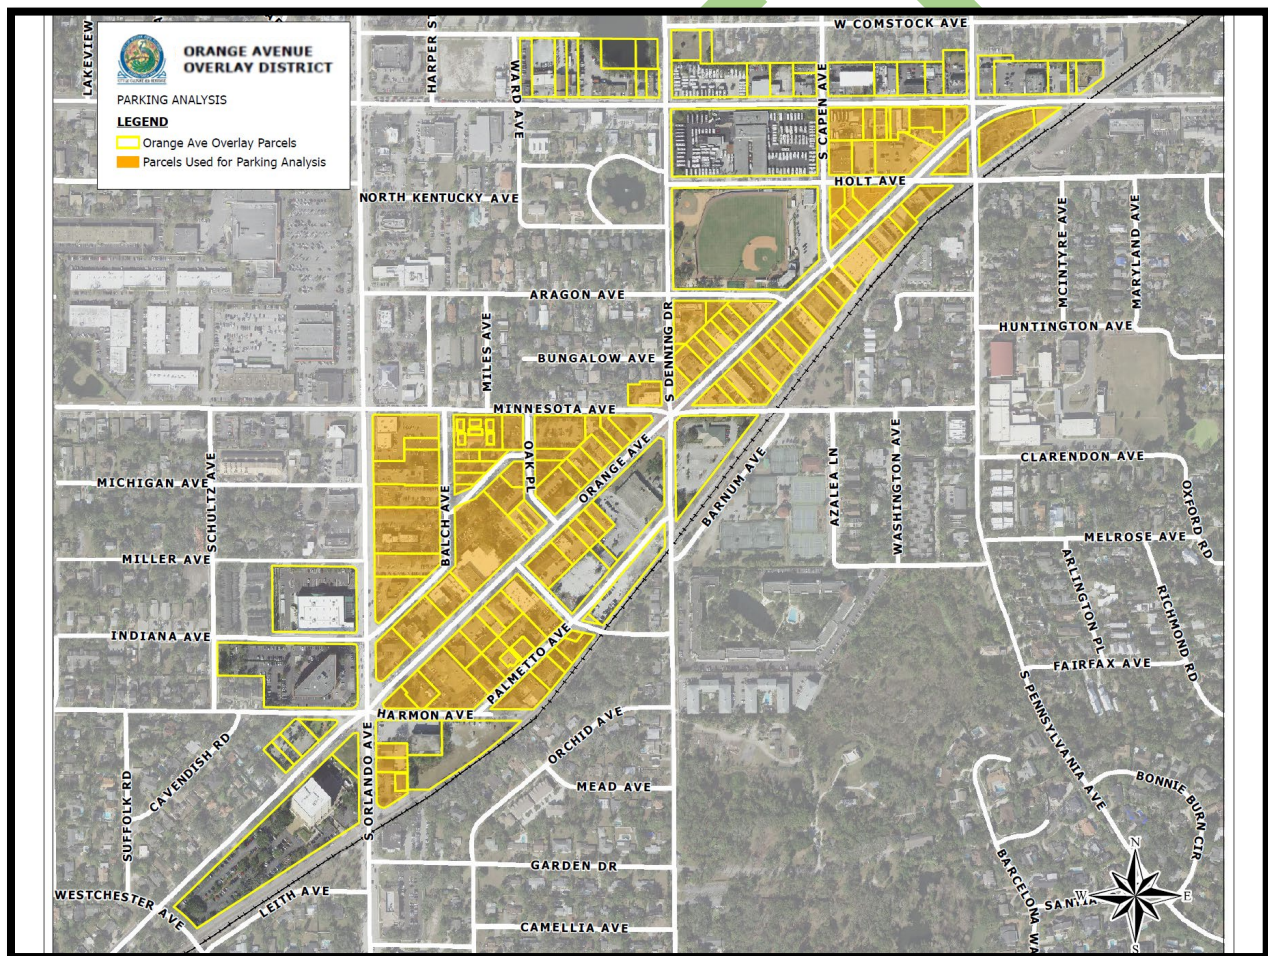 ORANGE AVENUE
OVERLAY DISTRICT
PARKING ANALYSIS
LEGEND
Orange Ave Overlay Parcels
Parcels Used for Parking Analysis
LAKEVIEW
HARPER ST
WARD AVE
W COMSTOCK AVE
S CAPEN AVE
HOLT AVE
NORTH KENTUCKY AVE
MCINTYRE AVE
MARYLAND AVE
ARAGON AVE
S DENNING DR
HUNTINGTON AVE
MILES AVE
BUNGALOW AVE
MINNESOTA AVE
OAK PL
ORANGE AVE
SCHULTZ AVE
MICHIGAN AVE
BALCH AVE
BARNUM AVE
AZALEA LN
WASHINGTON AVE
CLARENDON AVE
OXFORD RD
MILLER AVE
MELROSE AVE
ARLINGTON PL
RICHMOND RD
INDIANA AVE
PALMETTO AVE
FAIRFAX AVE
S PENNSYLVANIA AVE
HARMON AVE
S ORLANDO AVE
ORCHID AVE
CAVENDISH RD
SUFFOLK RD
MEAD AVE
BONNIE BURN CIR
GARDEN DR
BARCELONA WA
WESTCHESTER AVE
LEITH AVE
CAMELLIA AVE
N
W
E
S